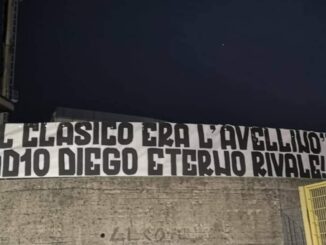 L CLASICO ERA L'AVELLINO'
D10 DIEGO ETERNO RIVALE!